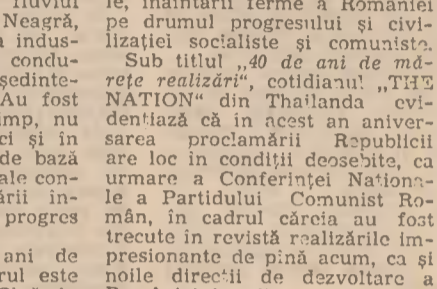 fluviul
Neagră,
indus-
condu-
ședinte-
Au fost
imp, nu
ci și în
de bază
ale con-
ării în-
progres
ani de
rul este
le, înaintării ferme a României
pe drumul progresului și civi-
lizației socialiste și comuniste.
Sub titlul „40 de ani de mă-
rețe realizări“, cotidianul „THE
NATION“ din Thailanda evi-
dențiază că în acest an aniver-
sarea proclamării Republicii
are loc în condiții deosebite, ca
urmare a Conferinței Naționa-
le a Partidului Comunist Ro-
mân, în cadrul căreia au fost
trecute în revistă realizările im-
presionante de pînă acum, ca și
noile direcții de dezvoltare a